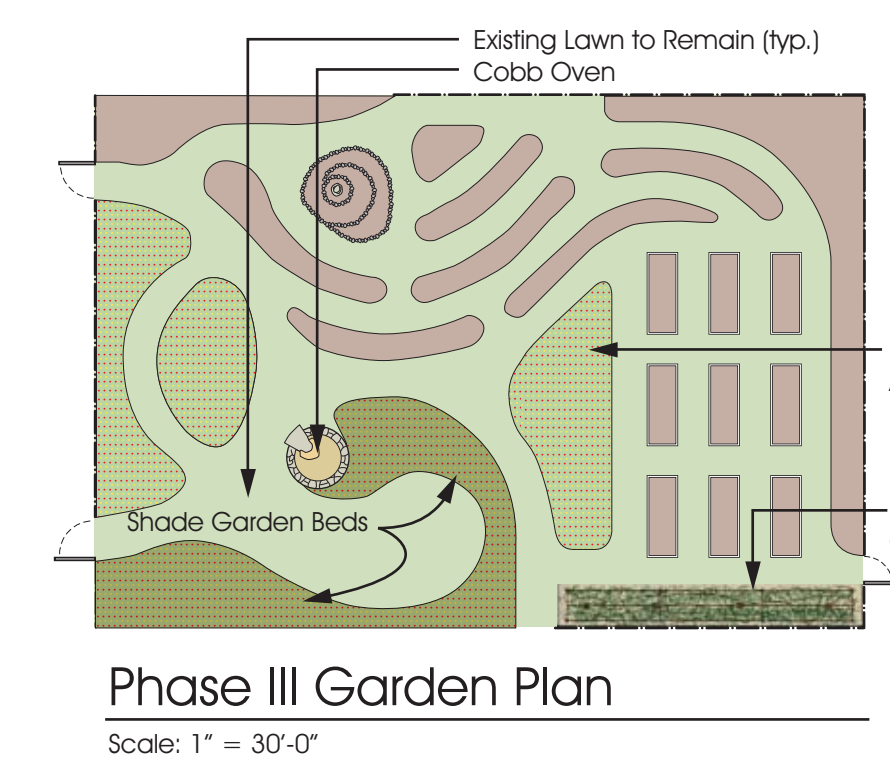 Existing Lawn to Remain (typ.)
Cobb Oven
Shade Garden Beds
Phase III Garden Plan
Scale: 1" = 30'-0"